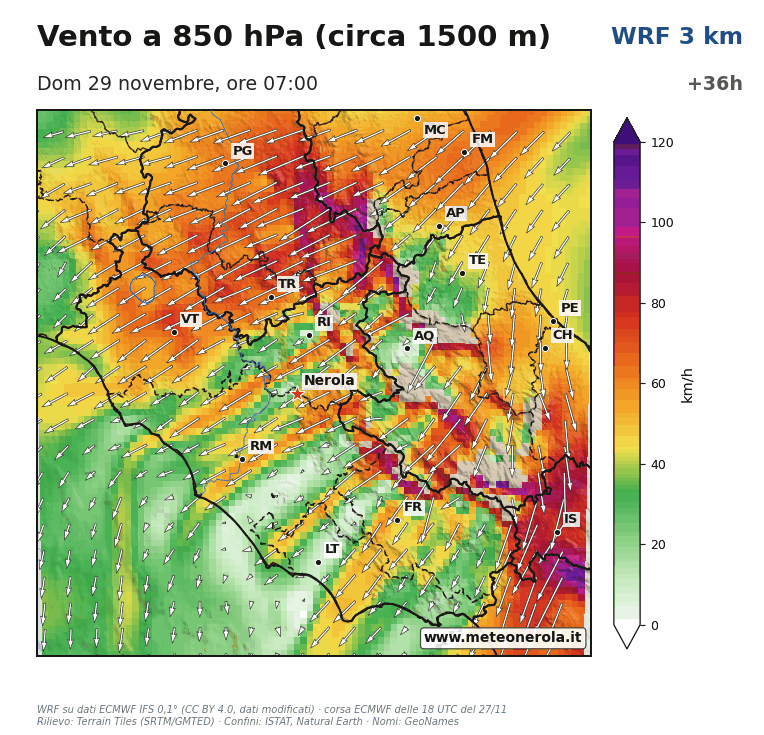 Vento a 850 hPa (circa 1500 m)
WRF 3 km
Dom 29 novembre, ore 07:00
+36h
MC
FM
PG
AP
TE
TR
PE
VT
RI
AQ
CH
Nerola
RM
FR
IS
LT
www.meteonerola.it
120
100
80
60
40
20
0
km/h
WRF su dati ECMWF IFS 0,1° (CC BY 4.0, dati modificati) · corsa ECMWF delle 18 UTC del 27/11
Rilievo: Terrain Tiles (SRTM/GMTED) · Confini: ISTAT, Natural Earth · Nomi: GeoNames